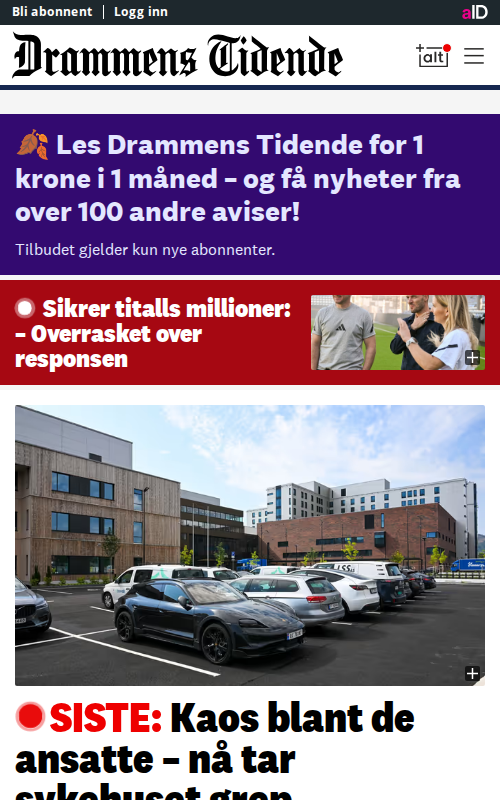 Bli abonnent | Logg inn
aID
Drammens Tidende
+alt
🍂 Les Drammens Tidende for 1
krone i 1 måned – og få nyheter fra
over 100 andre aviser!
Tilbudet gjelder kun nye abonnenter.
Sikrer titalls millioner:
– Overrasket over
responsen
SISTE: Kaos blant de
ansatte – nå tar
sykehuset grep